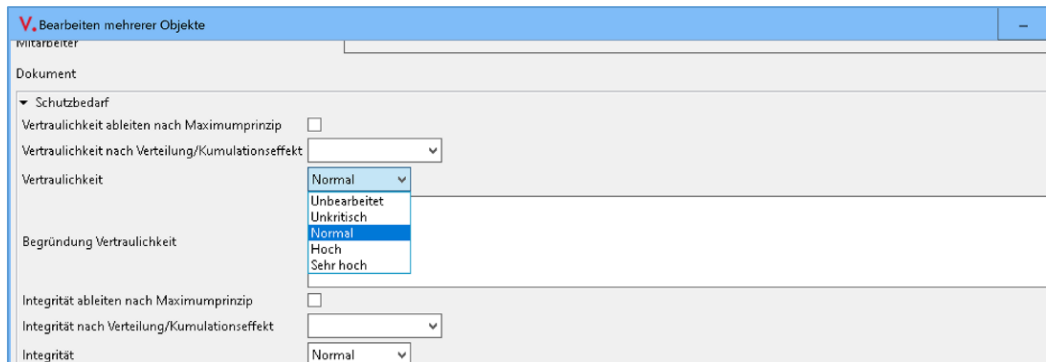 V. Bearbeiten mehrerer Objekte
Mitarbeiter
Dokument
Schutzbedarf
Vertraulichkeit ableiten nach Maximumprinzip
Vertraulichkeit nach Verteilung/Kumulationseffekt
Vertraulichkeit Normal
Unbearbeitet
Unkritisch
Normal
Hoch
Sehr hoch
Begründung Vertraulichkeit
Integrität ableiten nach Maximumprinzip
Integrität nach Verteilung/Kumulationseffekt
Integrität Normal